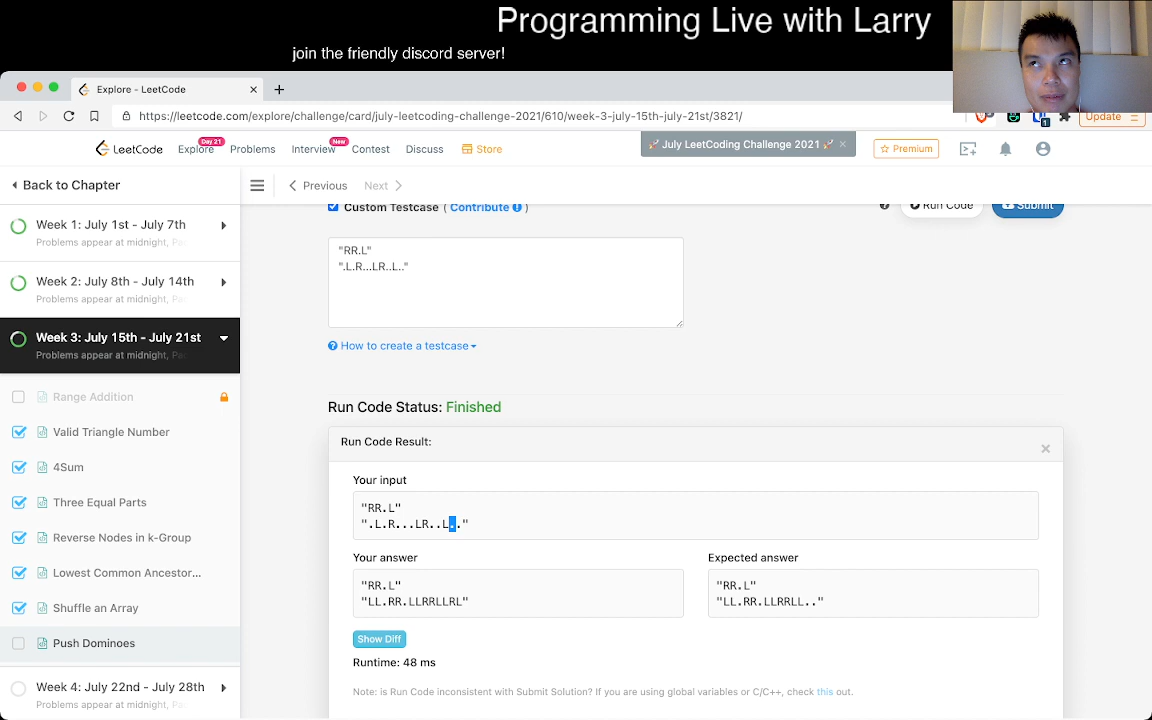 Programming Live with Larry
join the friendly discord server!
Explore - LeetCode
https://leetcode.com/explore/challenge/card/july-leetcoding-challenge-2021/610/week-3-july-15th-july-21st/3821/
Update
LeetCode
Explore
Day 21
Problems
Interview
New
Contest
Discuss
Store
🚀 July LeetCoding Challenge 2021 🚀
Premium
Back to Chapter
Previous
Next
Week 1: July 1st - July 7th
Problems appear at midnight, Pa
Week 2: July 8th - July 14th
Problems appear at midnight, Pa
Week 3: July 15th - July 21st
Problems appear at midnight, Pa
Range Addition
Valid Triangle Number
4Sum
Three Equal Parts
Reverse Nodes in k-Group
Lowest Common Ancestor...
Shuffle an Array
Push Dominoes
Week 4: July 22nd - July 28th
Problems appear at midnight, Pa
Custom Testcase ( Contribute )
Run Code
Submit
"RR.L"
".L.R...LR..L.."
How to create a testcase
Run Code Status: Finished
Run Code Result:
Your input
"RR.L"
".L.R...LR..L.."
Your answer
"RR.L"
"LL.RR.LLRRLLRL"
Expected answer
"RR.L"
"LL.RR.LLRRLL.."
Show Diff
Runtime: 48 ms
Note: is Run Code inconsistent with Submit Solution? If you are using global variables or C/C++, check this out.